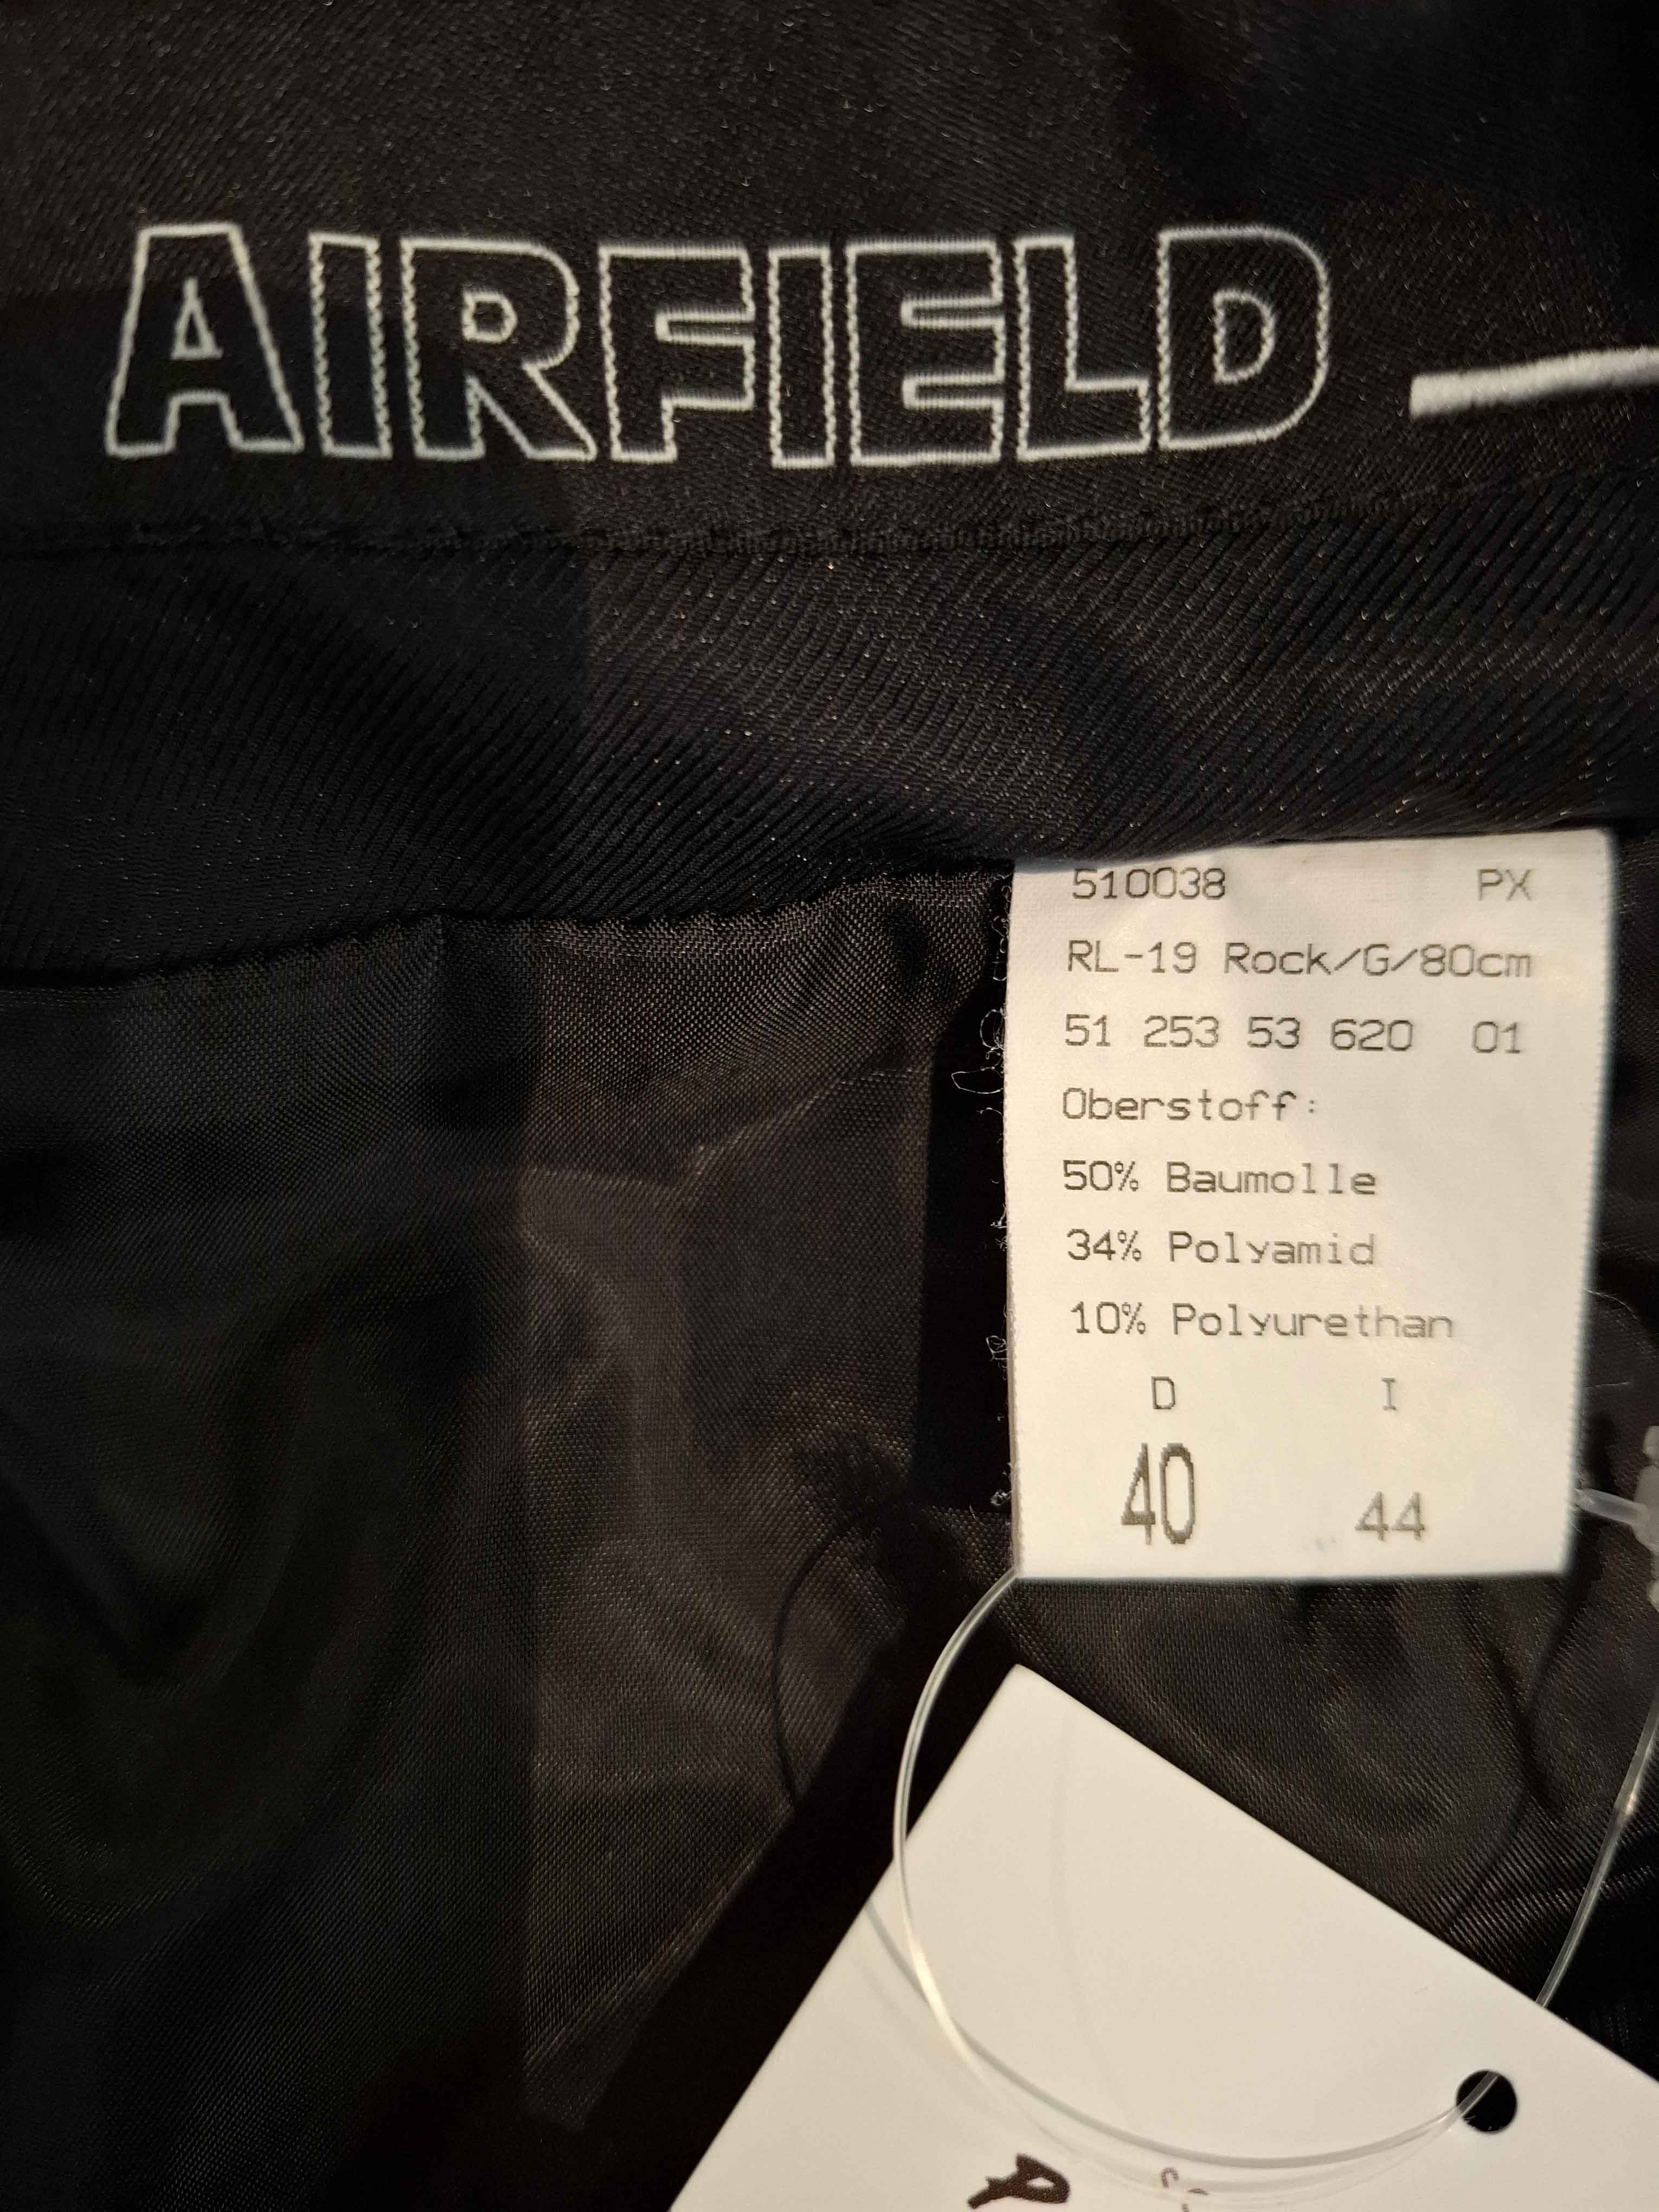 AIRFIELD
510038 PX
RL-19 Rock/G/80cm
51 253 53 620 01
Oberstoff:
50% Baumolle
34% Polyamid
10% Polyurethan
D I
40 44